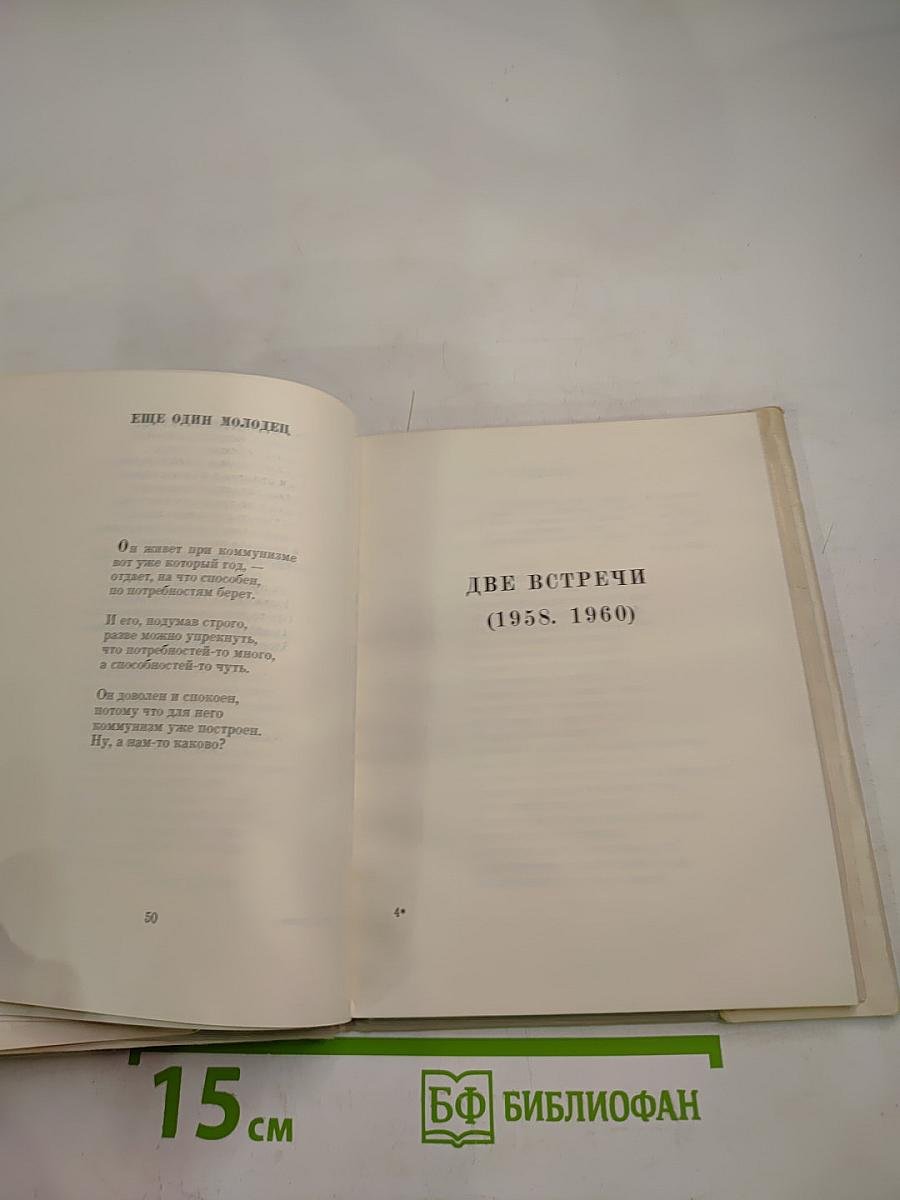 ЕЩЕ ОДИН МОЛОДЕЦ
Он живет при коммунизме
вот уже который год, —
отдает, на что способен,
по потребностям берет.
И его, подумав строго,
разве можно упрекнуть,
что потребностей-то много,
а способностей-то чуть.
Он доволен и спокоен,
потому что для него
коммунизм уже построен.
Ну, а нам-то каково?
50
ДВЕ ВСТРЕЧИ
(1958. 1960)
4*
15 см
БФ БИБЛИОФАН